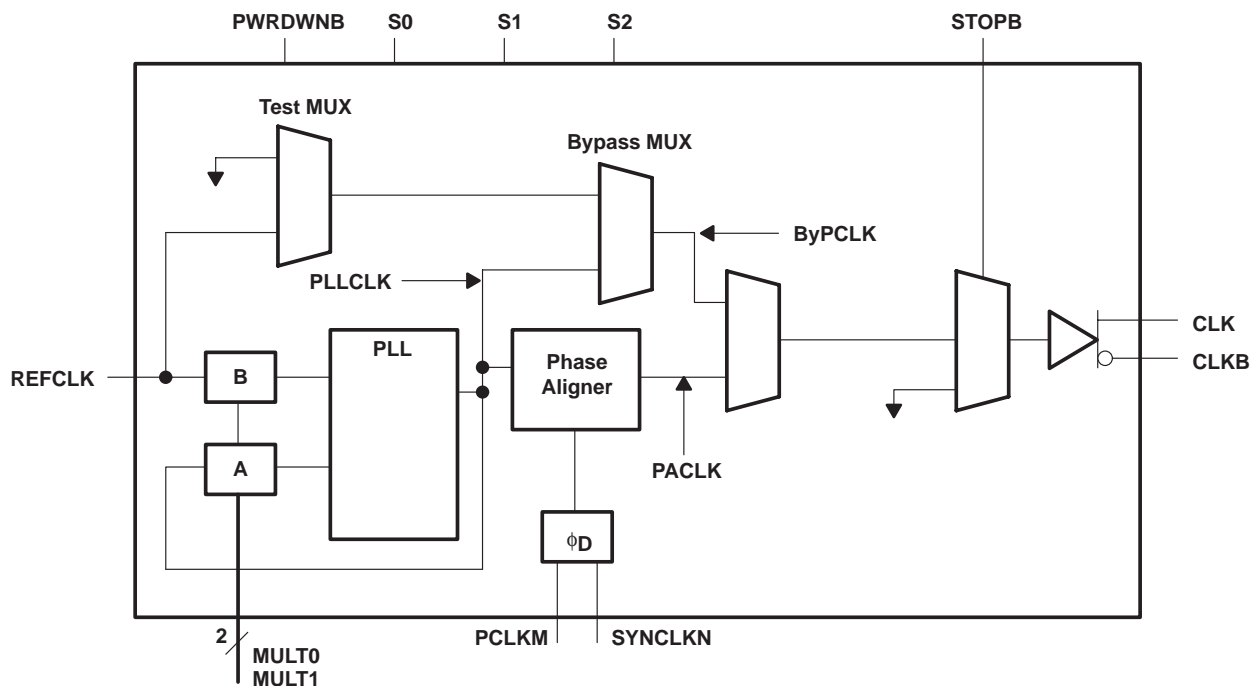 PWRDWNB S0 S1 S2 STOPB
Test MUX
Bypass MUX
ByPCLK
PLLCLK
PLL
CLK
Phase
Aligner
REFCLK
B
CLKB
A
PACLK
ϕD
2
PCLKM SYNCLKN
MULT0
MULT1